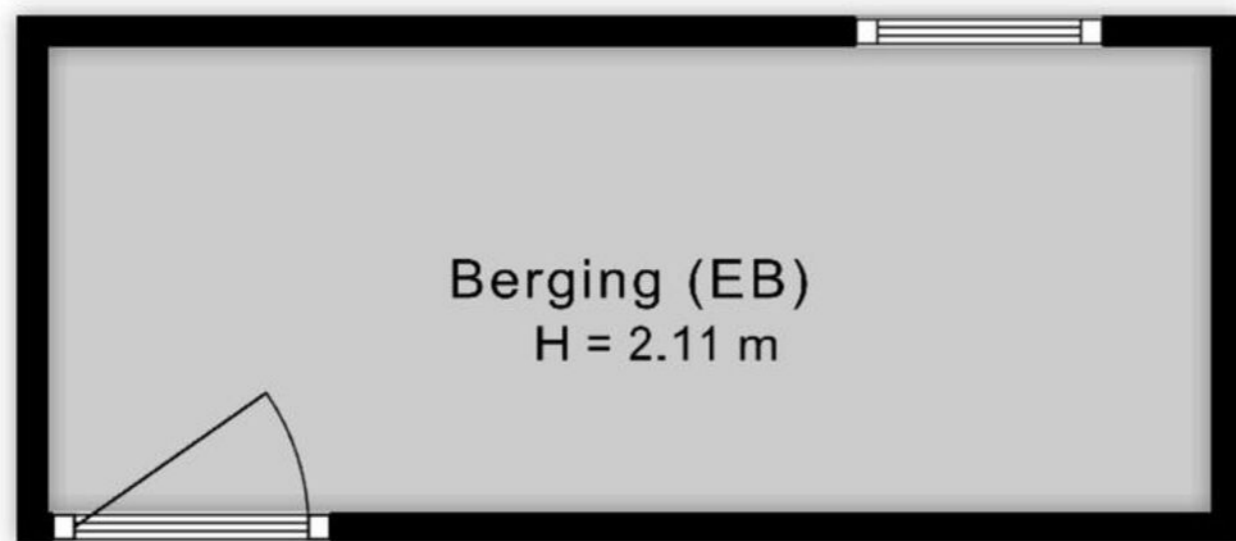 Berging (EB)
H = 2.11 m